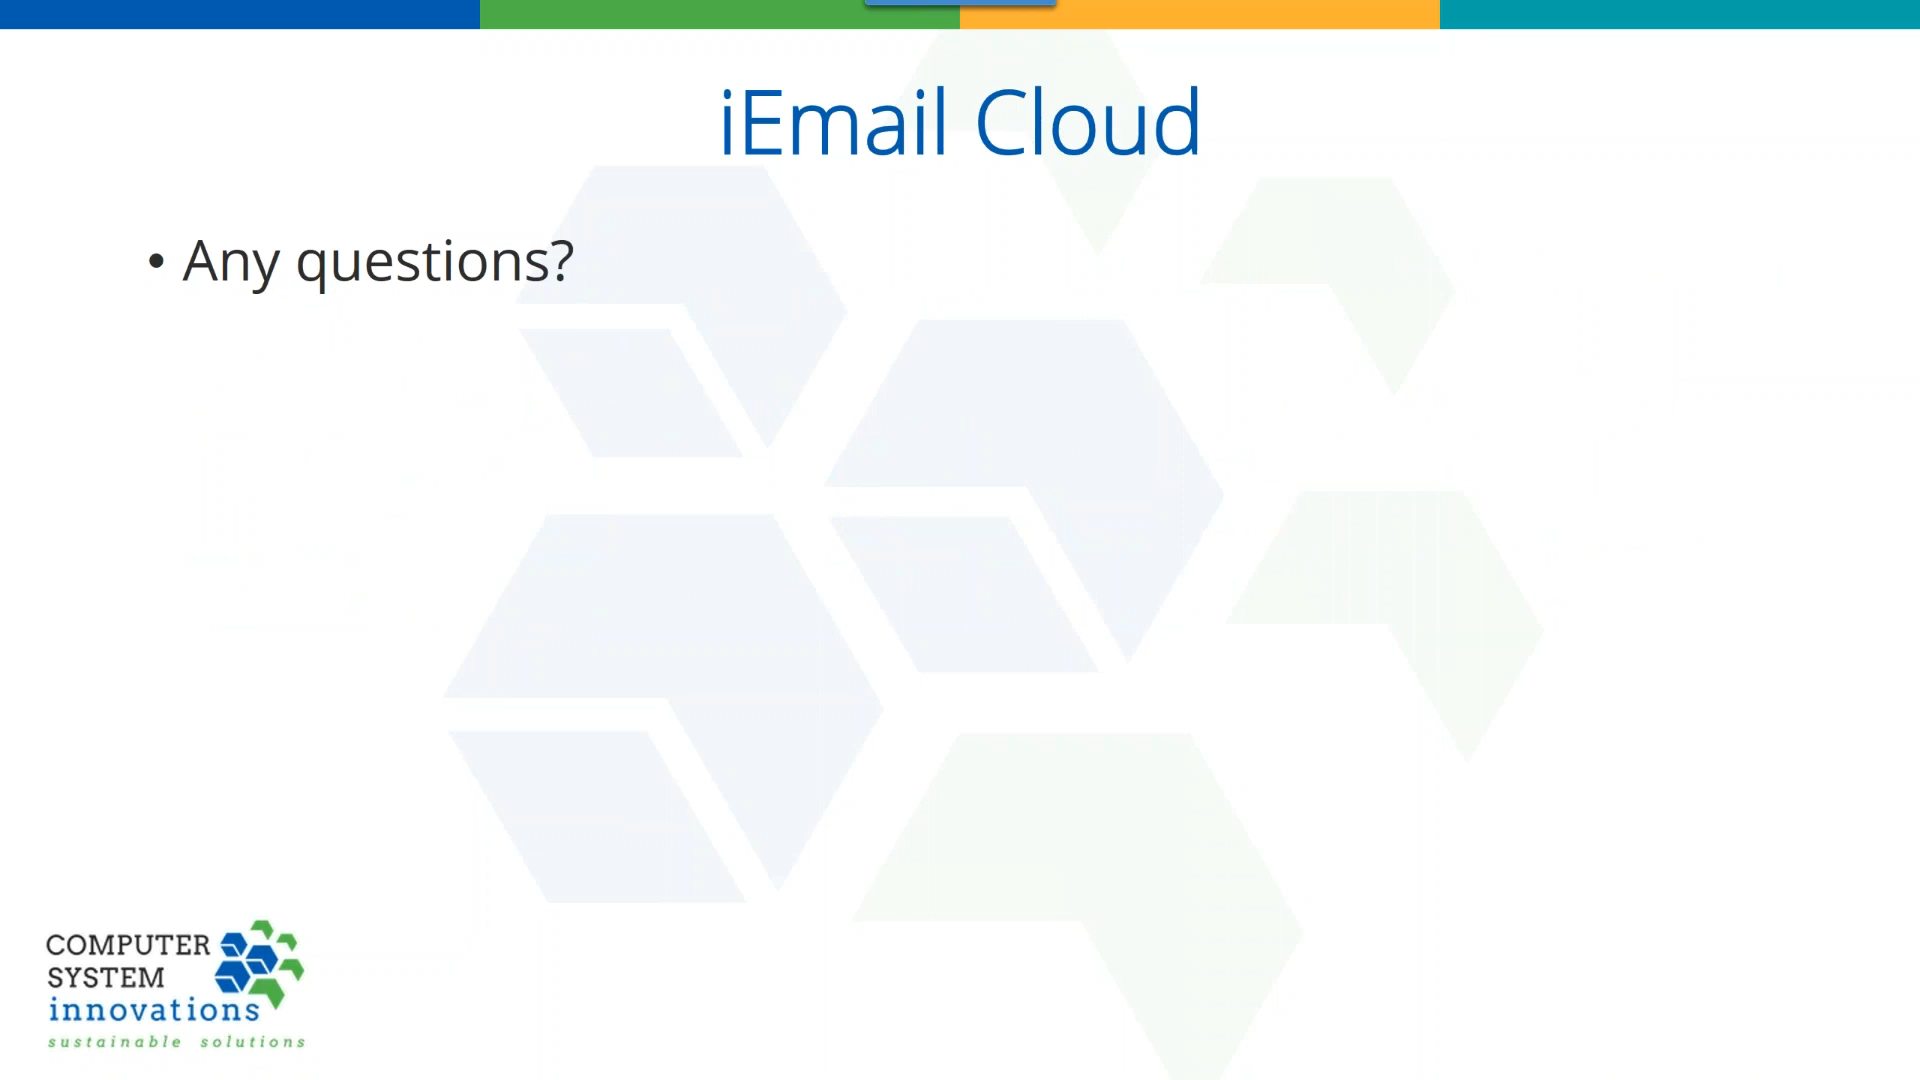 iEmail Cloud
• Any questions?
COMPUTER
SYSTEM
innovations
sustainable solutions